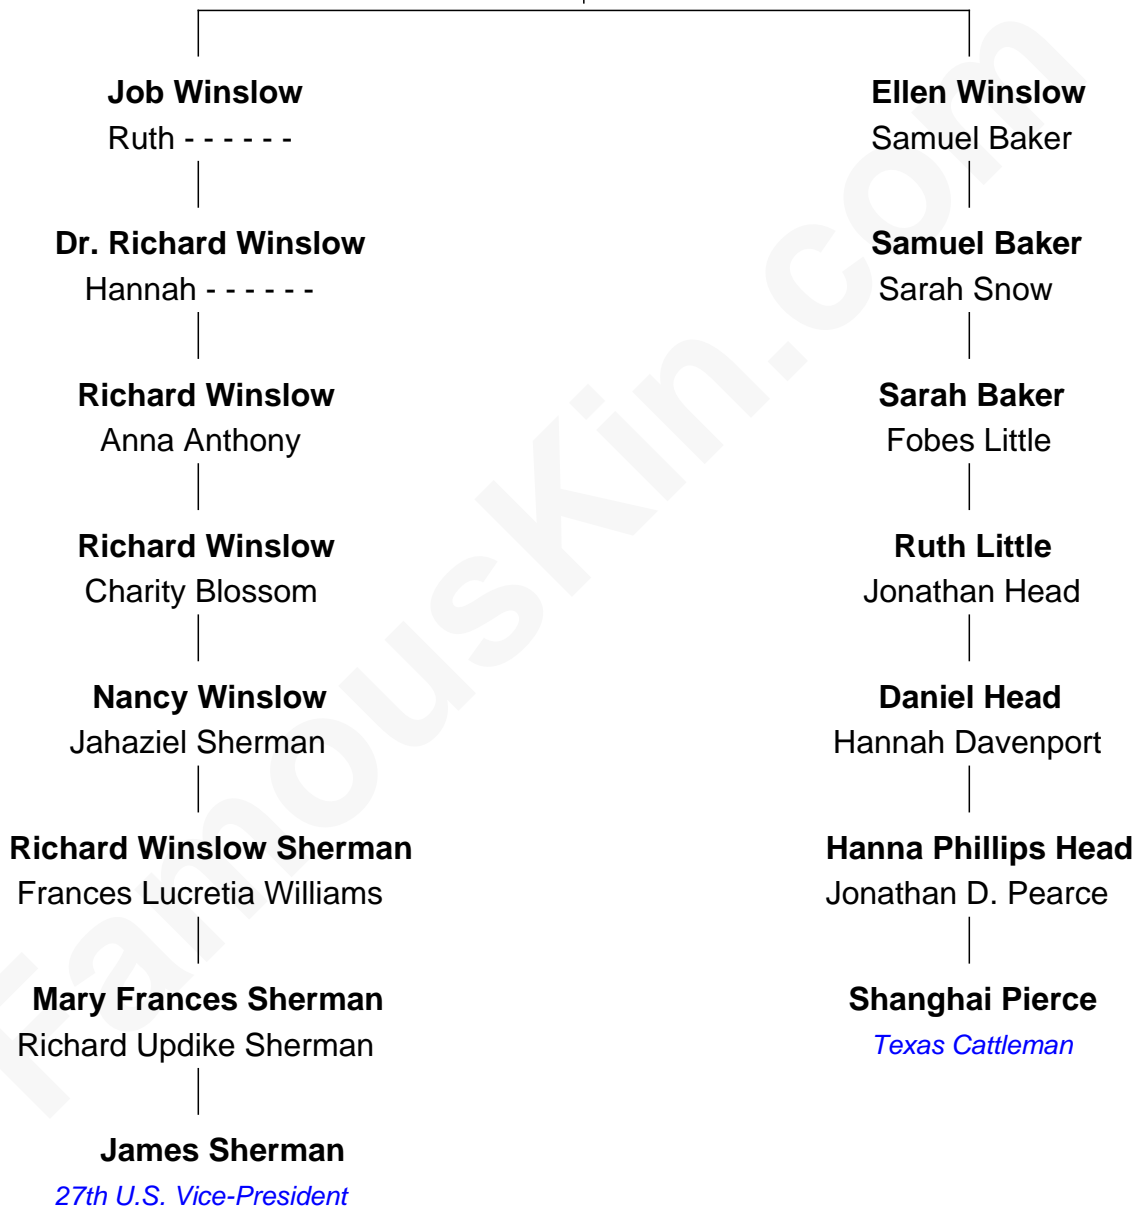 Job Winslow
Ruth - - - - - -
Dr. Richard Winslow
Hannah - - - - - -
Richard Winslow
Anna Anthony
Richard Winslow
Charity Blossom
Nancy Winslow
Jahaziel Sherman
Richard Winslow Sherman
Frances Lucretia Williams
Mary Frances Sherman
Richard Updike Sherman
James Sherman
27th U.S. Vice-President
Ellen Winslow
Samuel Baker
Samuel Baker
Sarah Snow
Sarah Baker
Fobes Little
Ruth Little
Jonathan Head
Daniel Head
Hannah Davenport
Hanna Phillips Head
Jonathan D. Pearce
Shanghai Pierce
Texas Cattleman
FamousKin.com